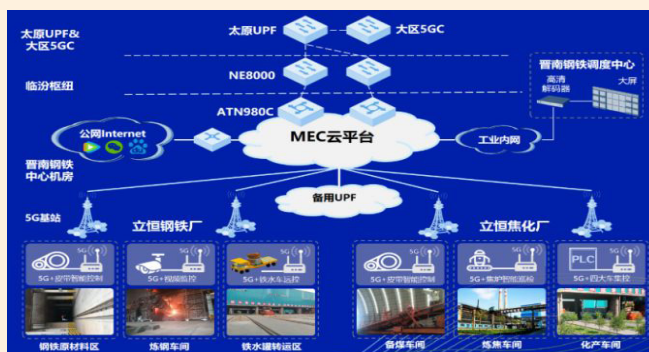 太原UPF&
大区5GC
太原UPF
大区5GC
临汾枢纽
NE8000
ATN980C
晋南钢铁调度中心
高清
解码器
大屏
公网Internet
MEC云平台
工业内网
晋南钢铁
中心机房
备用UPF
5G基站
立恒钢铁厂
立恒焦化厂
5G
5G+皮带智能控制
5G
5G+视频监控
5G
5G+铁水车远控
5G
5G+皮带智能控制
5G
5G+焦炉智能巡检
PLC
5G
5G+四大车集控
钢铁原材料区
炼钢车间
铁水罐转运区
备煤车间
炼焦车间
化产车间